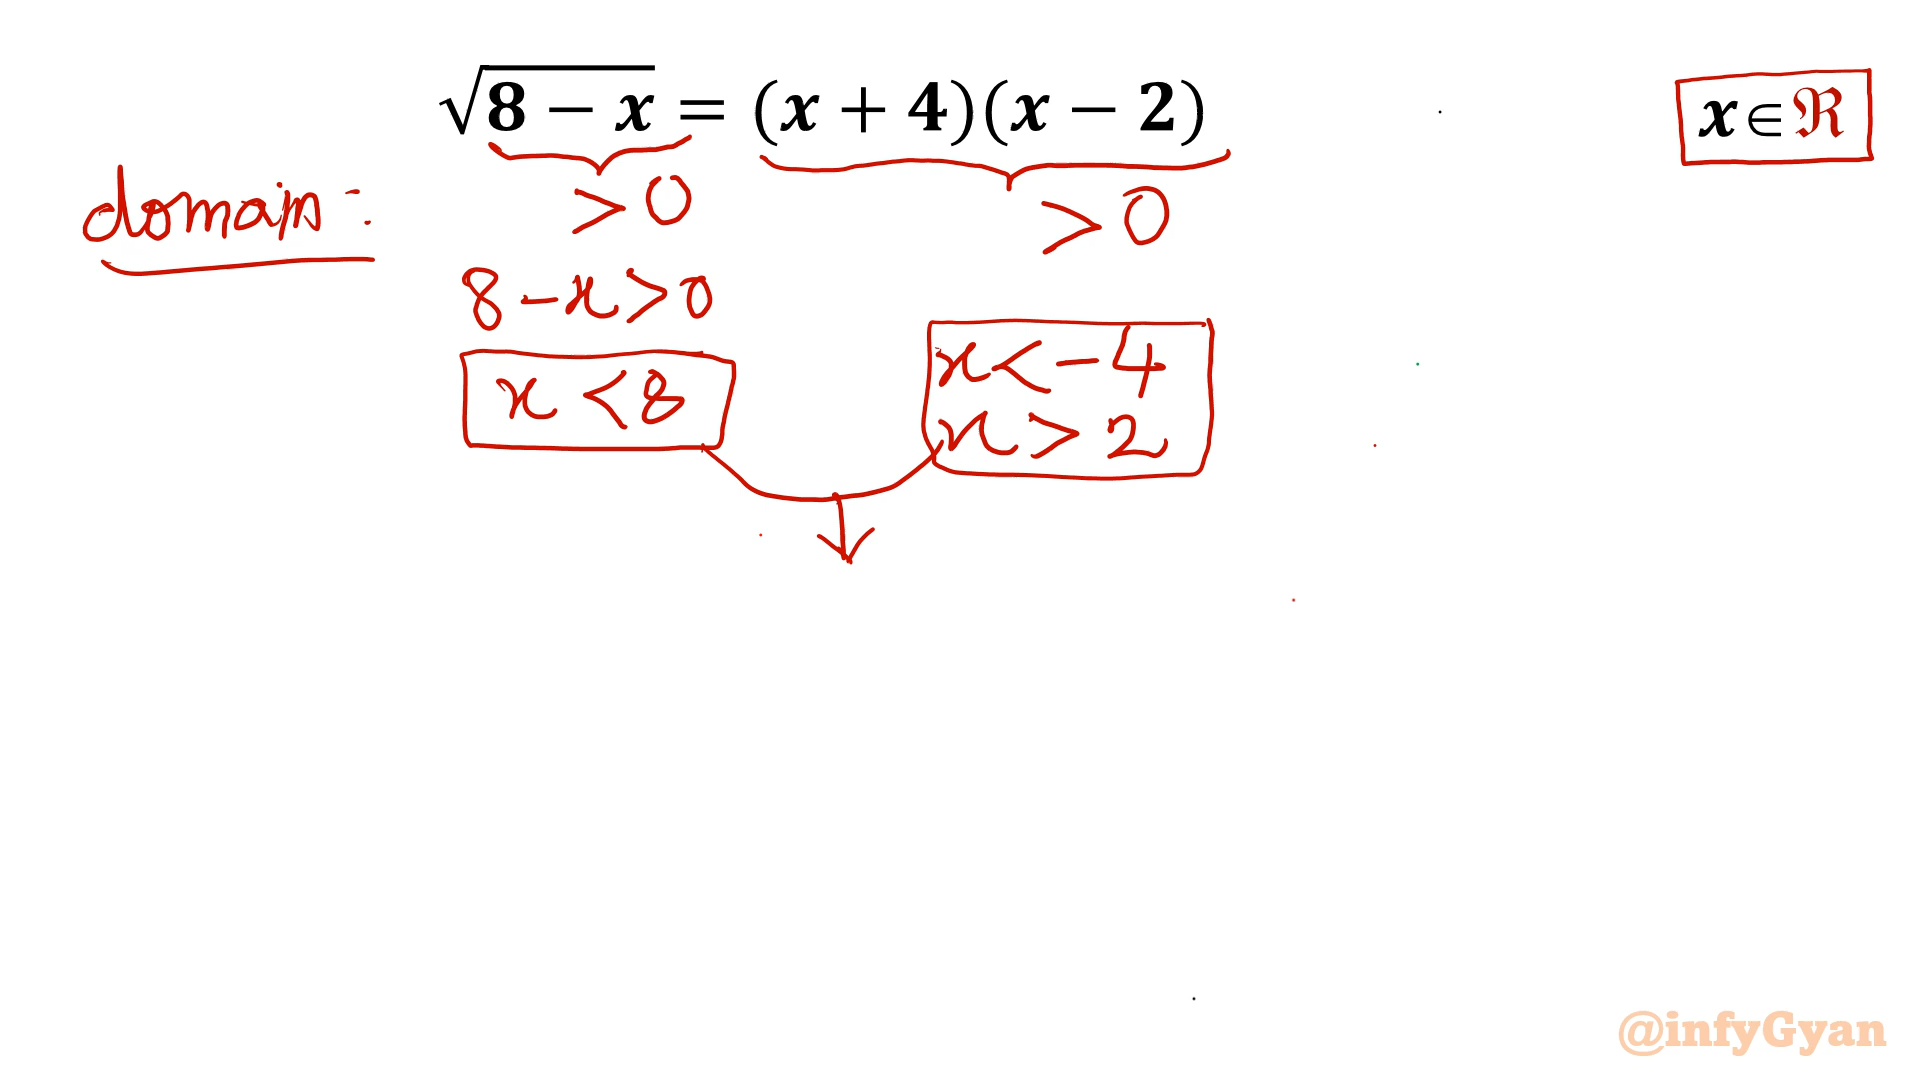 √8 − x = (x + 4)(x − 2)
x ∈ ℜ
domain :-
> 0
> 0
8 - x > 0
x < 8
x < -4
x > 2
@infyGyan